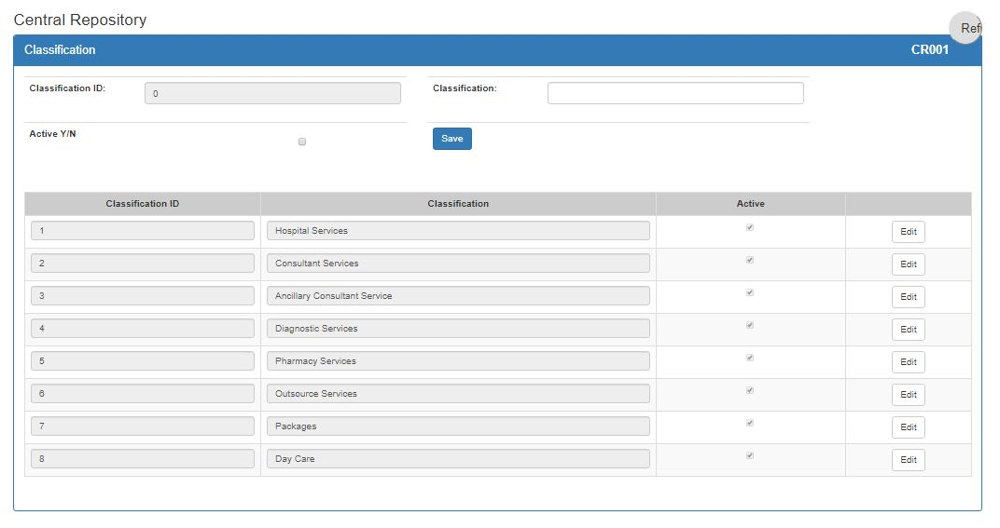 Central Repository
Classification CR001
Classification ID: 0 Classification:
Active Y/N Save
Classification ID Classification Active
1 Hospital Services Edit
2 Consultant Services Edit
3 Ancillary Consultant Service Edit
4 Diagnostic Services Edit
5 Pharmacy Services Edit
6 Outsource Services Edit
7 Packages Edit
8 Day Care Edit